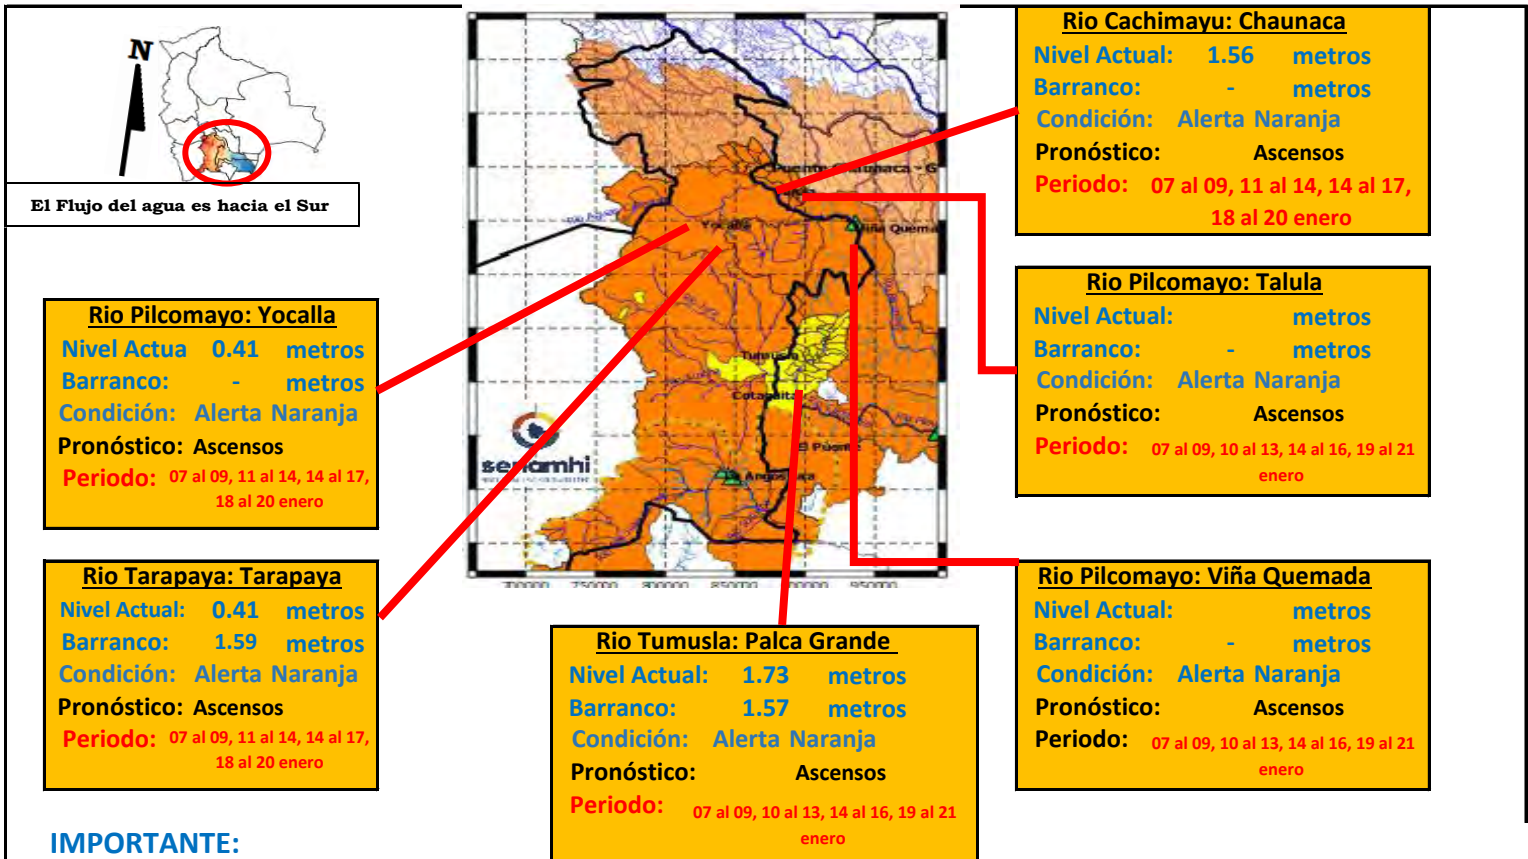 N
El Flujo del agua es hacia el Sur
Rio Pilcomayo: Yocalla
Nivel Actua 0.41 metros
Barranco: - metros
Condición: Alerta Naranja
Pronóstico: Ascensos
Periodo: 07 al 09, 11 al 14, 14 al 17,
18 al 20 enero
Rio Tarapaya: Tarapaya
Nivel Actual: 0.41 metros
Barranco: 1.59 metros
Condición: Alerta Naranja
Pronóstico: Ascensos
Periodo: 07 al 09, 11 al 14, 14 al 17,
18 al 20 enero
IMPORTANTE:
Viña Quema
Tumusla
Cotagaita
El Puente
Angostura
senamhi
750000 800000 850000
950000
Rio Tumusla: Palca Grande
Nivel Actual: 1.73 metros
Barranco: 1.57 metros
Condición: Alerta Naranja
Pronóstico: Ascensos
Periodo: 07 al 09, 10 al 13, 14 al 16, 19 al 21
enero
Rio Cachimayu: Chaunaca
Nivel Actual: 1.56 metros
Barranco: - metros
Condición: Alerta Naranja
Pronóstico: Ascensos
Periodo: 07 al 09, 11 al 14, 14 al 17,
18 al 20 enero
Rio Pilcomayo: Talula
Nivel Actual: metros
Barranco: - metros
Condición: Alerta Naranja
Pronóstico: Ascensos
Periodo: 07 al 09, 10 al 13, 14 al 16, 19 al 21
enero
Rio Pilcomayo: Viña Quemada
Nivel Actual: metros
Barranco: - metros
Condición: Alerta Naranja
Pronóstico: Ascensos
Periodo: 07 al 09, 10 al 13, 14 al 16, 19 al 21
enero